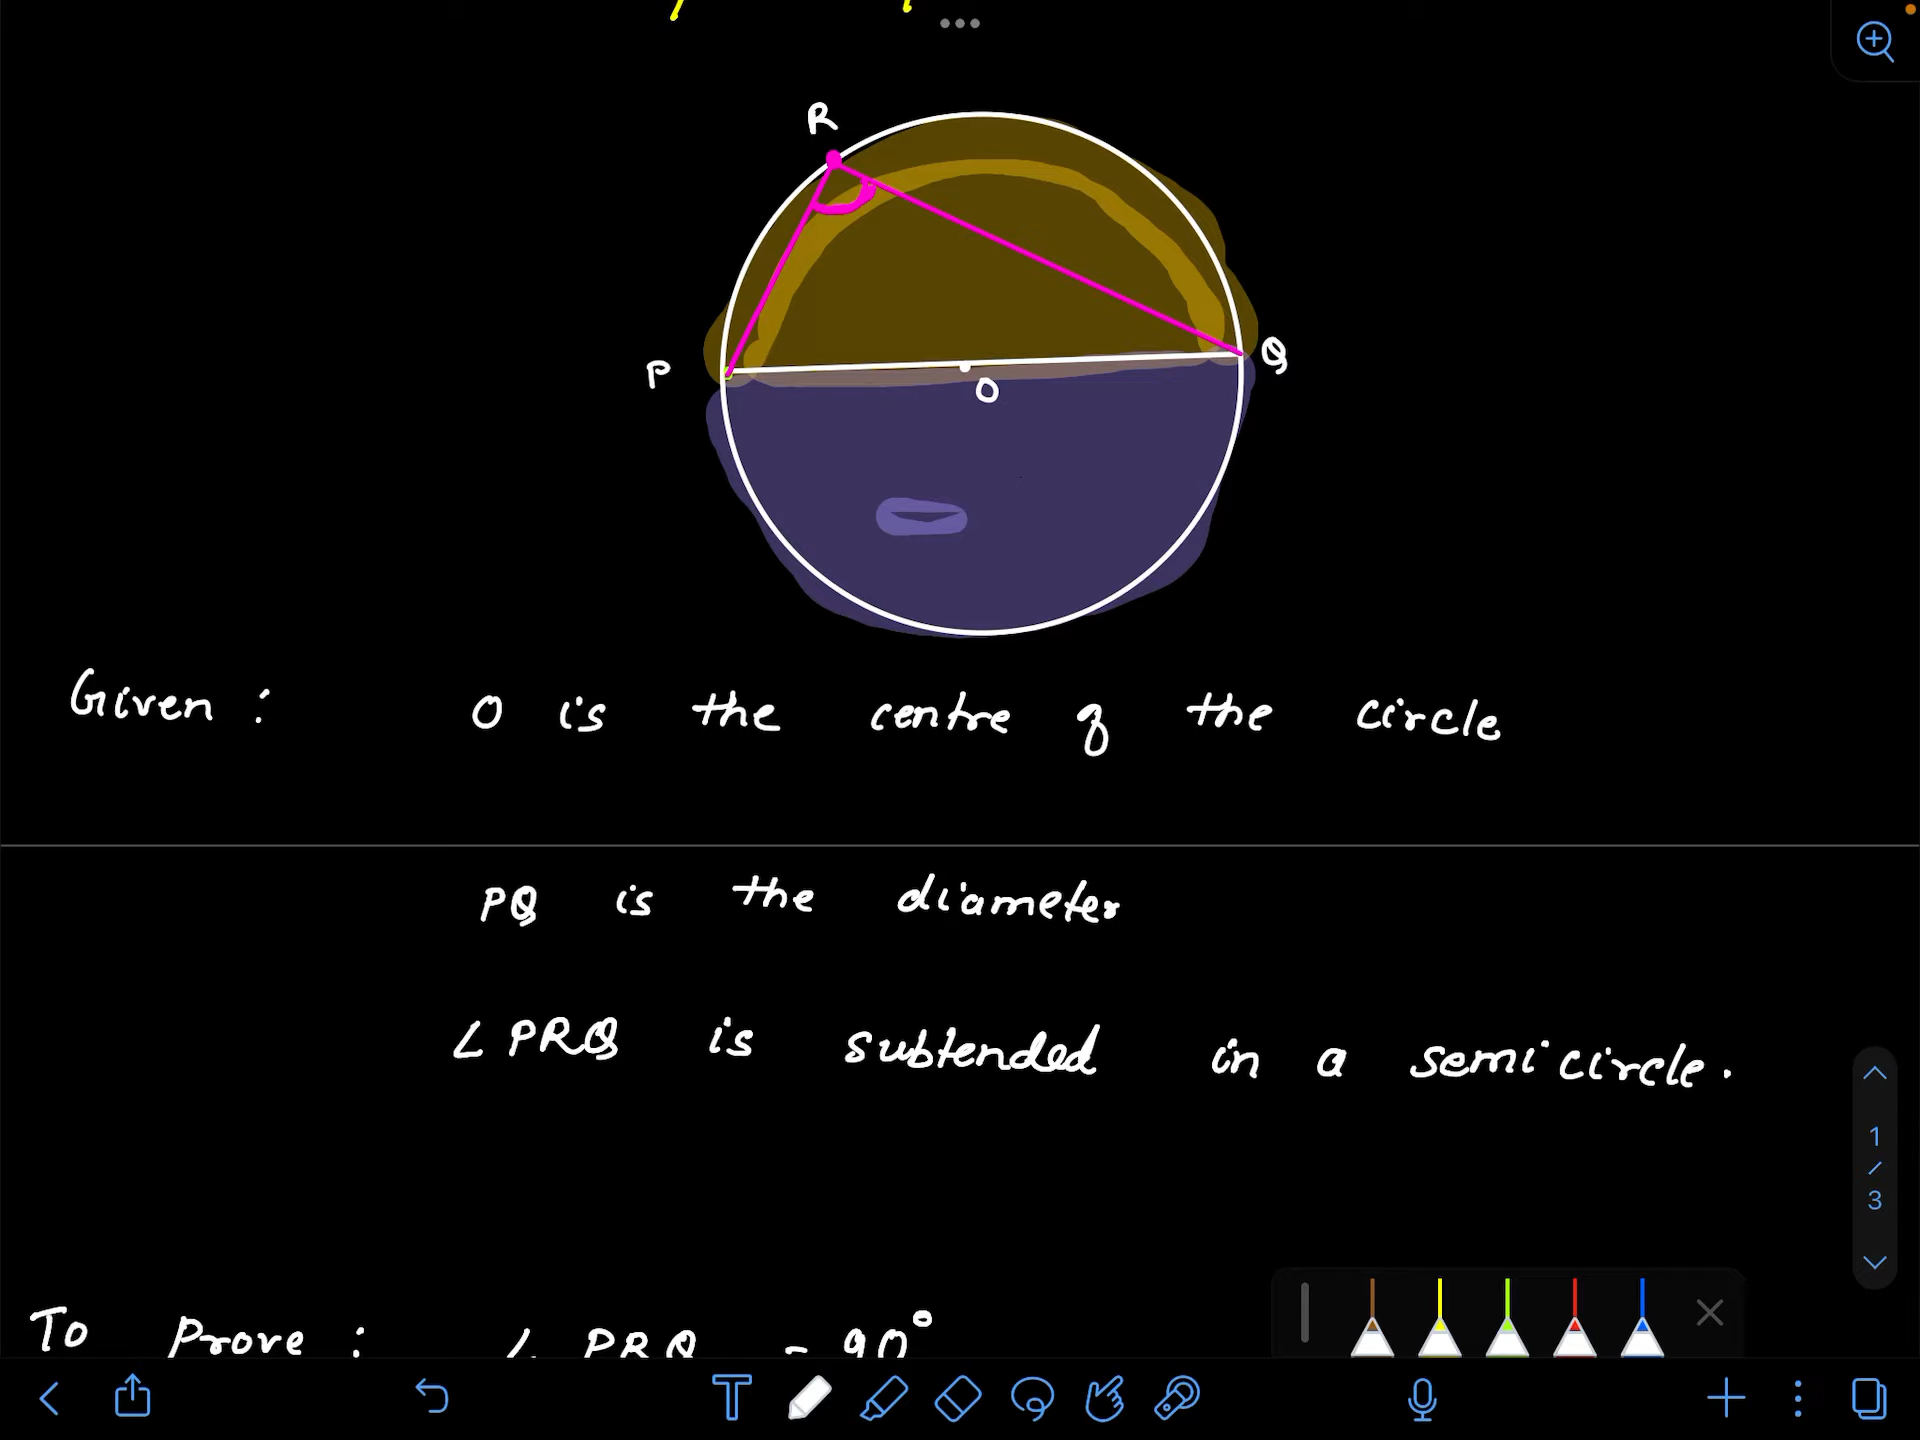 R
P
Q
O
Given : O is the centre of the circle
PQ is the diameter
∠PRQ is subtended in a semicircle.
To prove : ∠PRQ = 90°
1
/
3
T